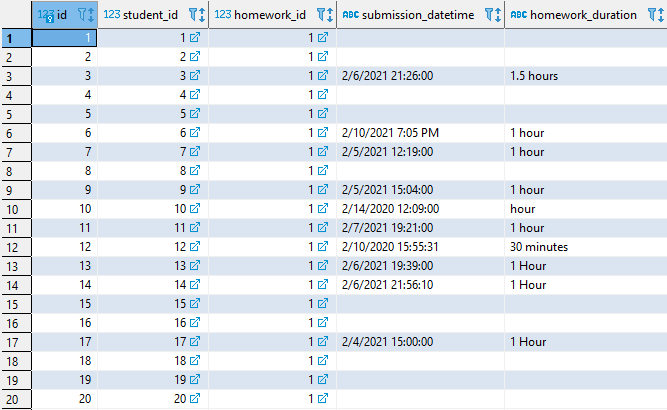 123 id 123 student_id 123 homework_id ABC submission_datetime ABC homework_duration
1 1 1 1
2 2 2 1
3 3 3 1 2/6/2021 21:26:00 1.5 hours
4 4 4 1
5 5 5 1
6 6 6 1 2/10/2021 7:05 PM 1 hour
7 7 7 1 2/5/2021 12:19:00 1 hour
8 8 8 1
9 9 9 1 2/5/2021 15:04:00 1 hour
10 10 10 1 2/14/2020 12:09:00 hour
11 11 11 1 2/7/2021 19:21:00 1 hour
12 12 12 1 2/10/2020 15:55:31 30 minutes
13 13 13 1 2/6/2021 19:39:00 1 Hour
14 14 14 1 2/6/2021 21:56:10 1 Hour
15 15 15 1
16 16 16 1
17 17 17 1 2/4/2021 15:00:00 1 Hour
18 18 18 1
19 19 19 1
20 20 20 1